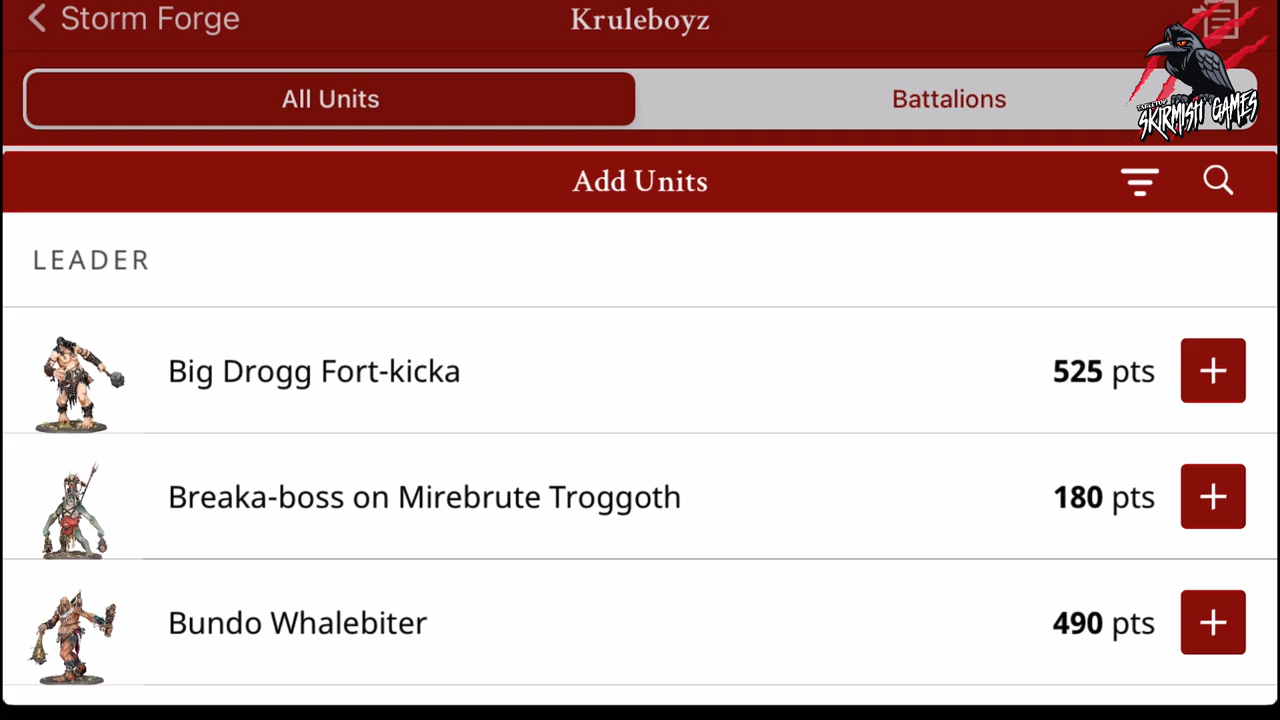 Storm Forge
Kruleboyz
All Units
Battalions
TABLETOP
SKIRMISH GAMES
Add Units
LEADER
Big Drogg Fort-kicka
525 pts
Breaka-boss on Mirebrute Troggoth
180 pts
Bundo Whalebiter
490 pts